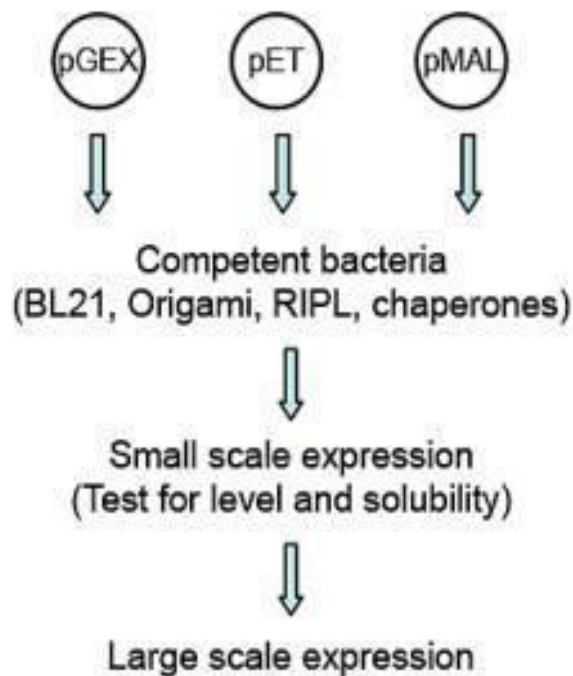 pGEX pET pMAL
Competent bacteria
(BL21, Origami, RIPL, chaperones)
Small scale expression
(Test for level and solubility)
Large scale expression